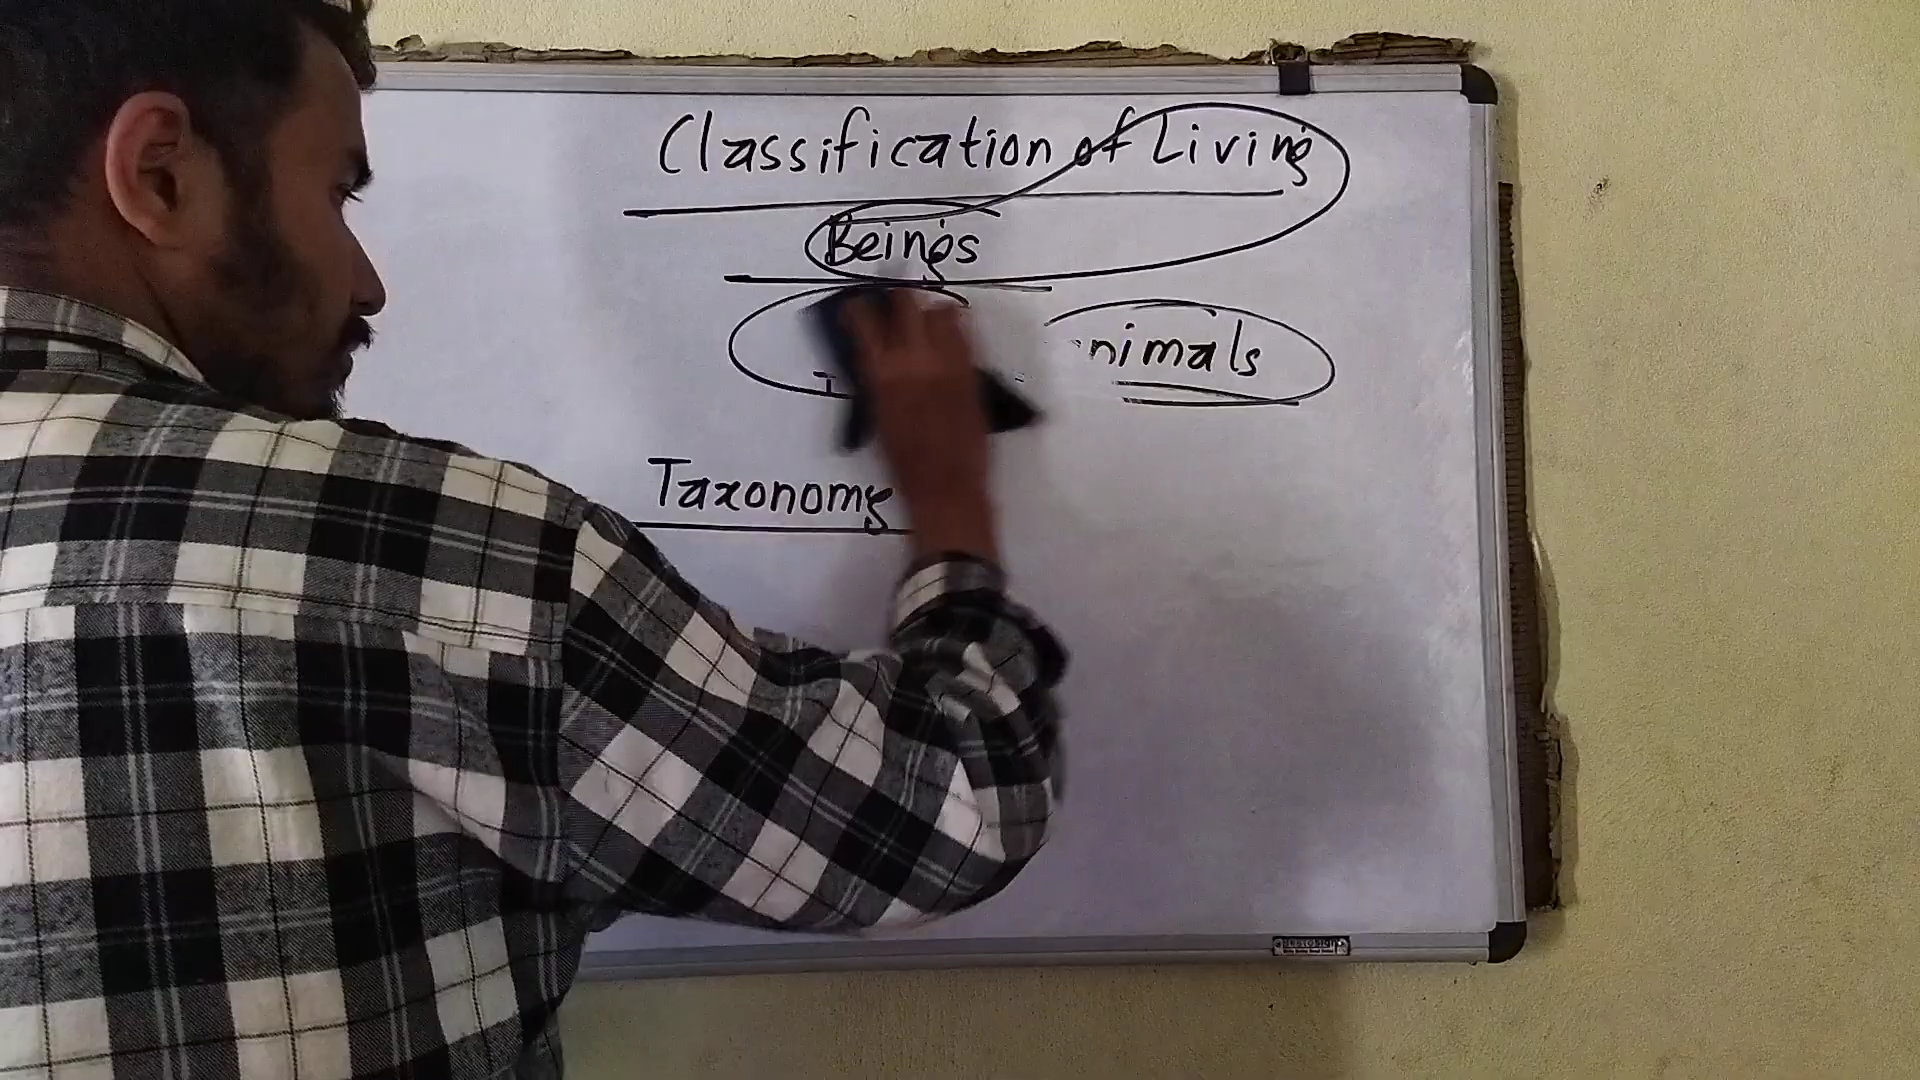 Classification of Living
Beings
nimals
Taxonomy